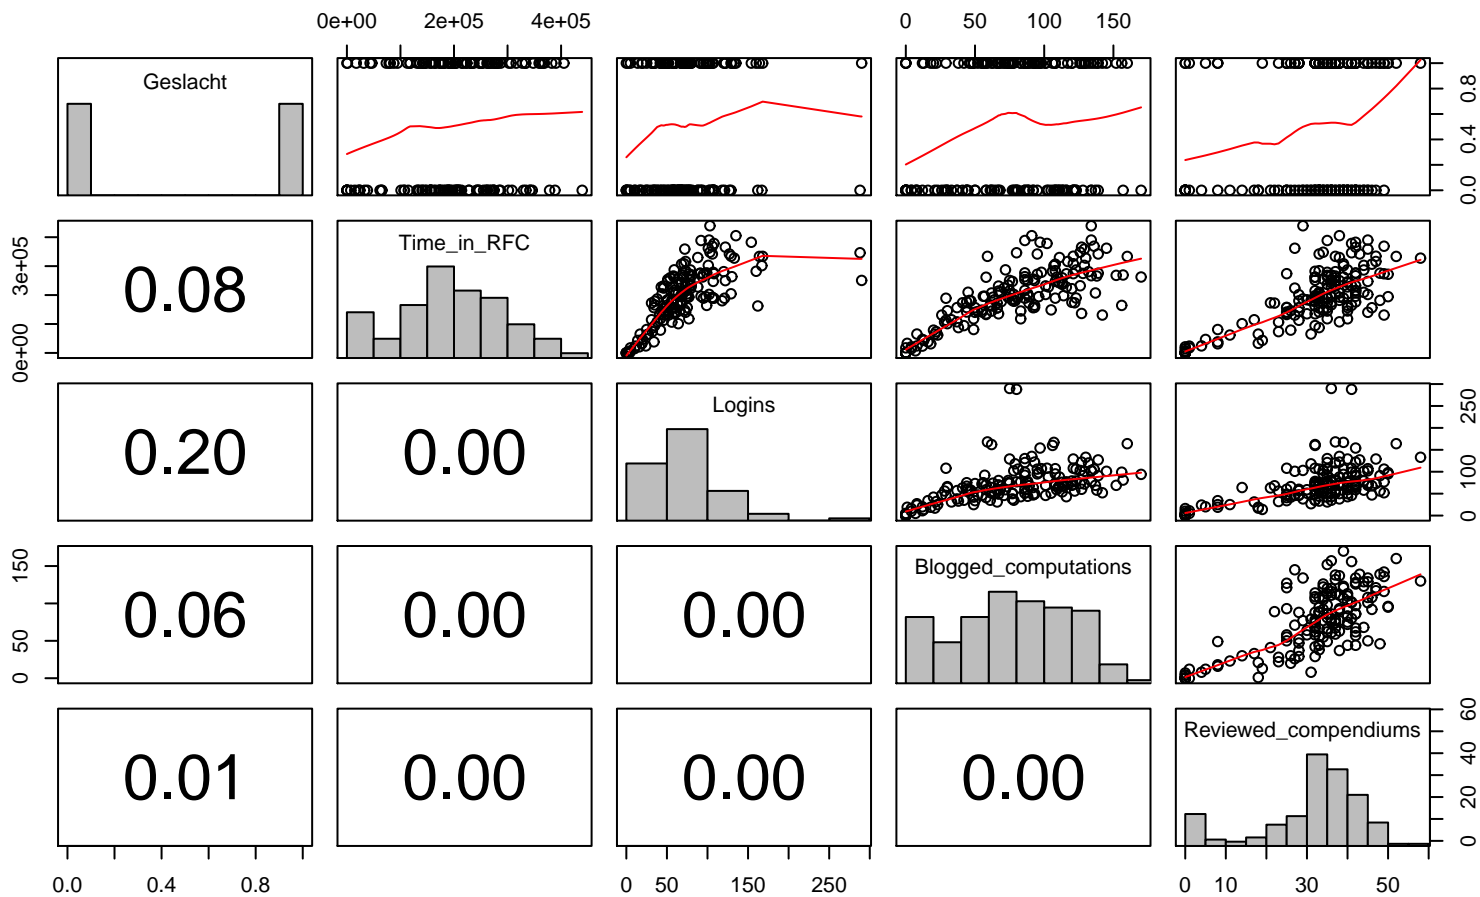 0e+00 2e+05 4e+05
0 50 100 150
Geslacht
0.0 0.4 0.8
0.08
Time_in_RFC
0e+00 3e+05
0.20
0.00
Logins
0 100 250
0.06
0.00
0.00
Blogged_computations
0 50 150
0.01
0.00
0.00
0.00
Reviewed_compendiums
0 20 40 60
0.0 0.4 0.8
0 50 150 250
0 10 30 50